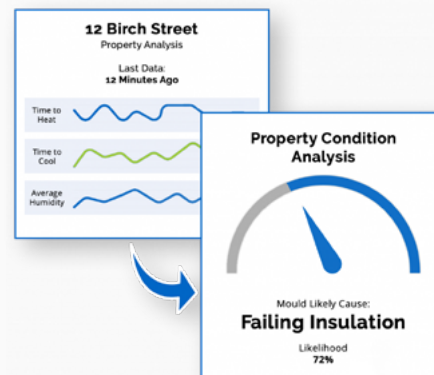 12 Birch Street
Property Analysis
Last Data:
12 Minutes Ago
Time to
Heat
Time to
Cool
Average
Humidity
Property Condition
Analysis
Mould Likely Cause:
Failing Insulation
Likelihood
72%